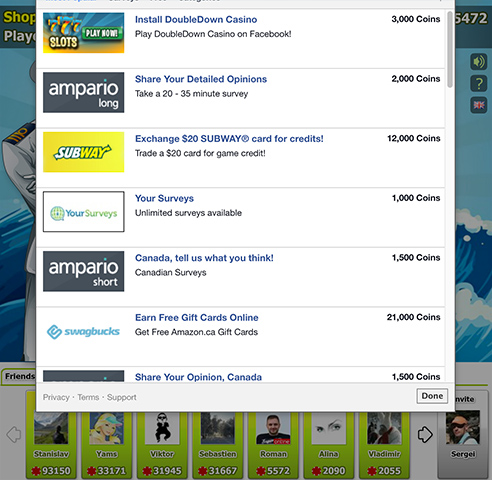 Shop
5472
Playe
777
SLOTS PLAY NOW!
Install DoubleDown Casino
3,000 Coins
Play DoubleDown Casino on Facebook!
ampario
long
Share Your Detailed Opinions
2,000 Coins
Take a 20 - 35 minute survey
?
SUBWAY
Exchange $20 SUBWAY® card for credits!
12,000 Coins
Trade a $20 card for game credit!
YourSurveys
Your Surveys
1,000 Coins
Unlimited surveys available
ampario
short
Canada, tell us what you think!
1,500 Coins
Canadian Surveys
swagbucks
Earn Free Gift Cards Online
21,000 Coins
Get Free Amazon.ca Gift Cards
ampario
Share Your Opinion, Canada
1,500 Coins
Friends
Privacy · Terms · Support
Done
nvite
Stanislav
Yams
Viktor
Sebastien
Roman
Alina
Vladimir
Sergei
93150
33171
31945
31667
5572
2090
2055